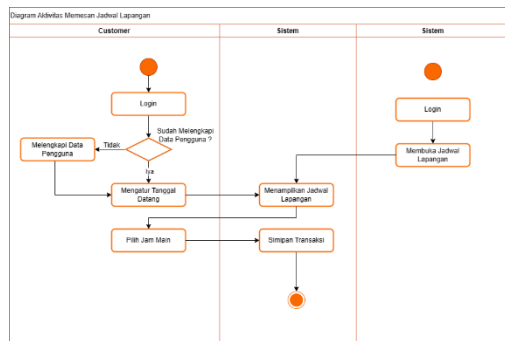 Diagram Aktivitas Memesan Jadwal Lapangan
Customer
Sistem
Sistem
Login
Sudah Melengkapi
Data Pengguna ?
Tidak
Melengkapi Data
Pengguna
Iya
Mengatur Tanggal
Datang
Menampilkan Jadwal
Lapangan
Login
Membuka Jadwal
Lapangan
Pilih Jam Main
Simipan Transaksi